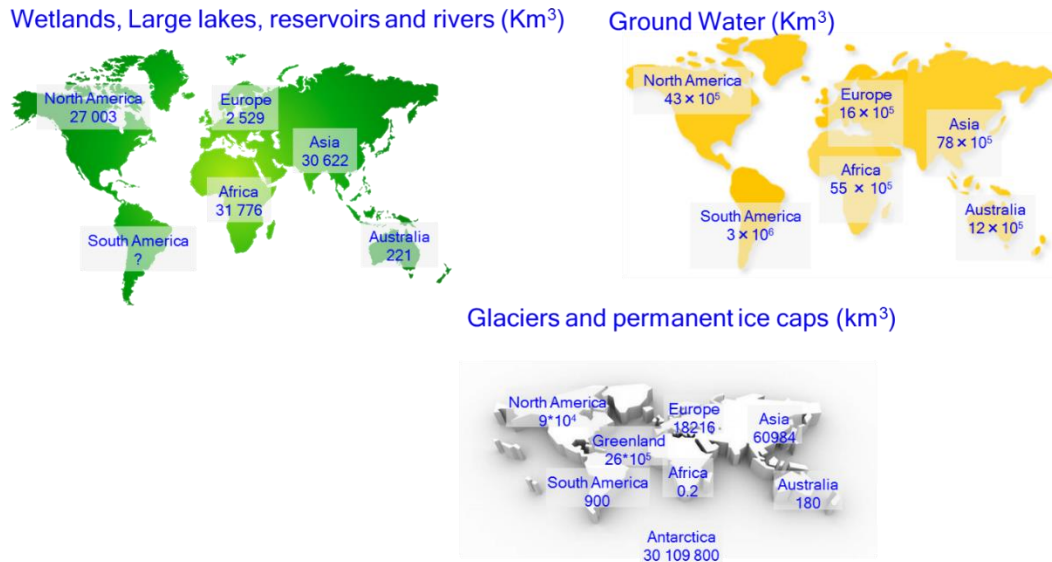 Wetlands, Large lakes, reservoirs and rivers (Km³)
North America
27 003
Europe
2 529
Asia
30 622
Africa
31 776
South America
?
Australia
221
Ground Water (Km³)
North America
43 × 10⁵
Europe
16 × 10⁵
Asia
78 × 10⁵
Africa
55 × 10⁵
South America
3 × 10⁶
Australia
12 × 10⁵
Glaciers and permanent ice caps (km³)
North America
9*10⁴
Europe
18216
Asia
60984
Greenland
26*10⁵
South America
900
Africa
0.2
Australia
180
Antarctica
30 109 800